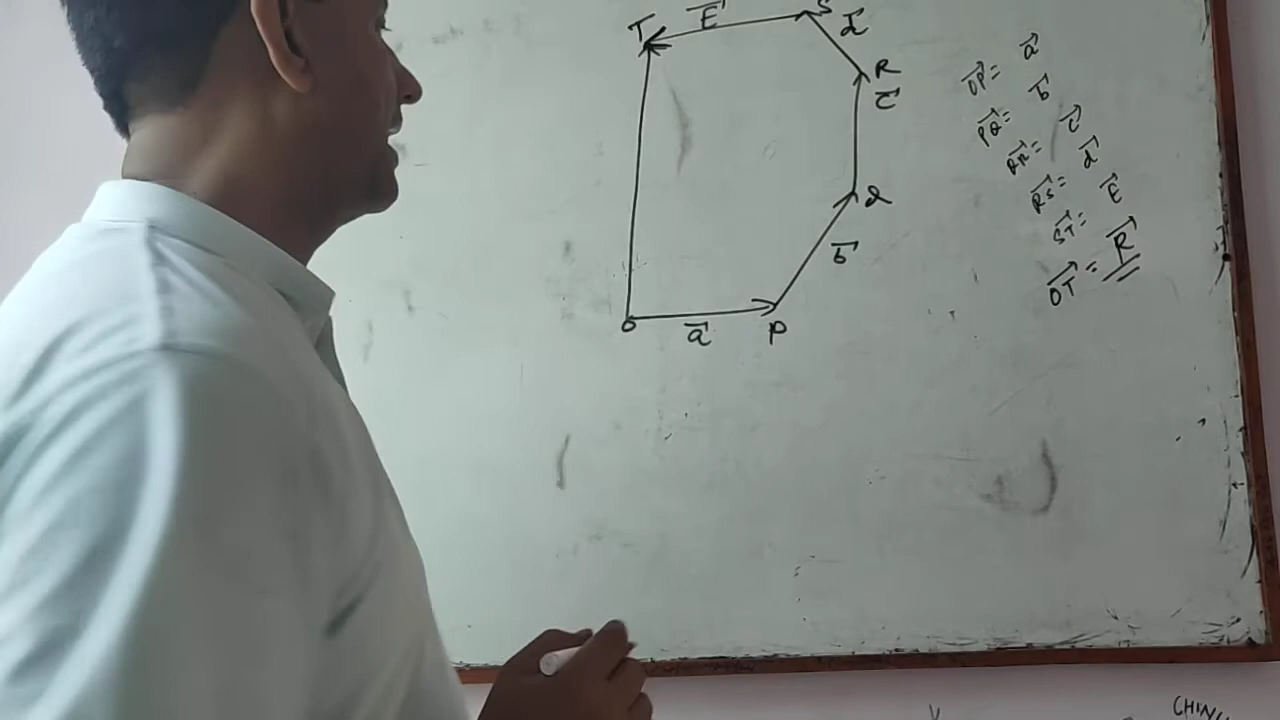 T
E⃗
S
d⃗
R
c⃗
Q
b⃗
O
a⃗
P
OP⃗ = a⃗
PQ⃗ = b⃗
QR⃗ = c⃗
RS⃗ = d⃗
ST⃗ = E⃗
OT⃗ = R⃗